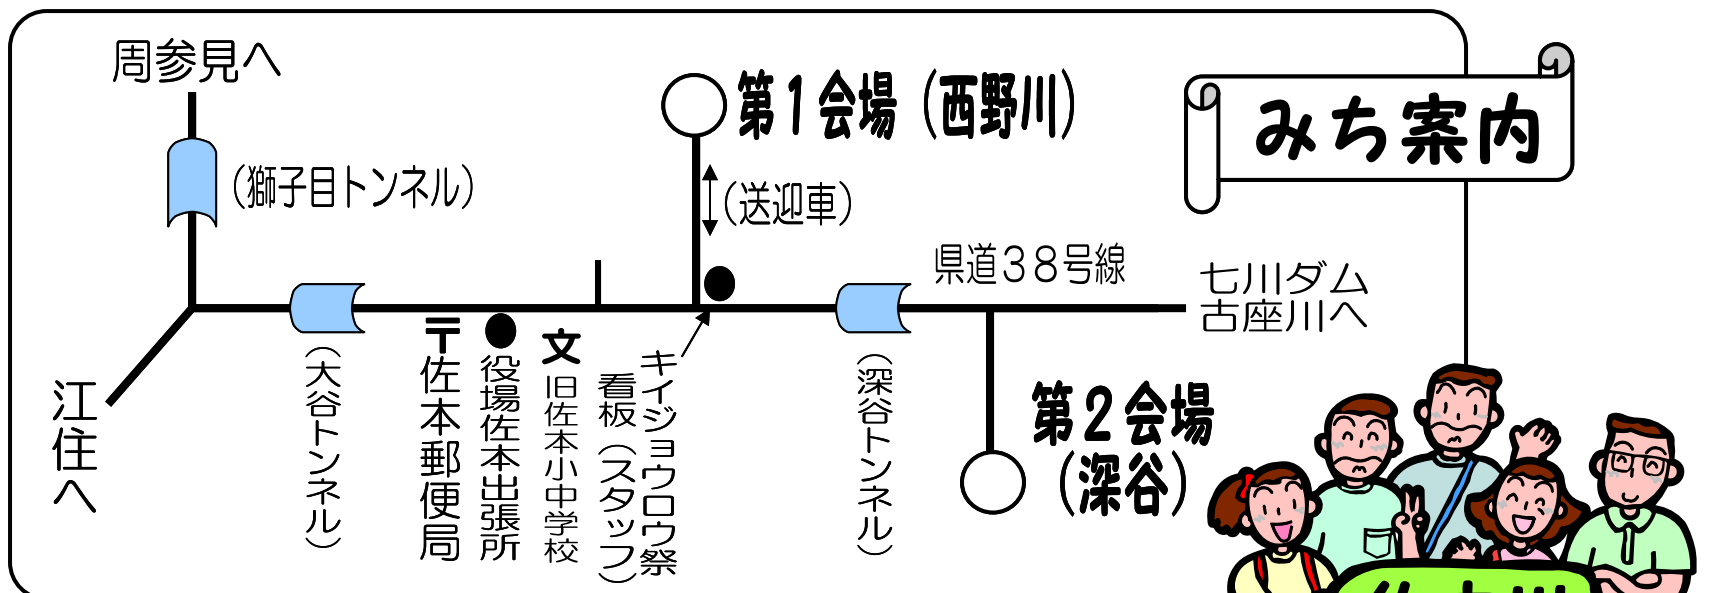 周参見へ
(獅子目トンネル)
第1会場(西野川)
みち案内
(送迎車)
県道38号線
七川ダム
古座川へ
江住へ
(大谷トンネル)
〒
佐本郵便局
役場佐本出張所
文
旧佐本小中学校
キイジョウロウ祭
看板(スタッフ)
(深谷トンネル)
第2会場
(深谷)